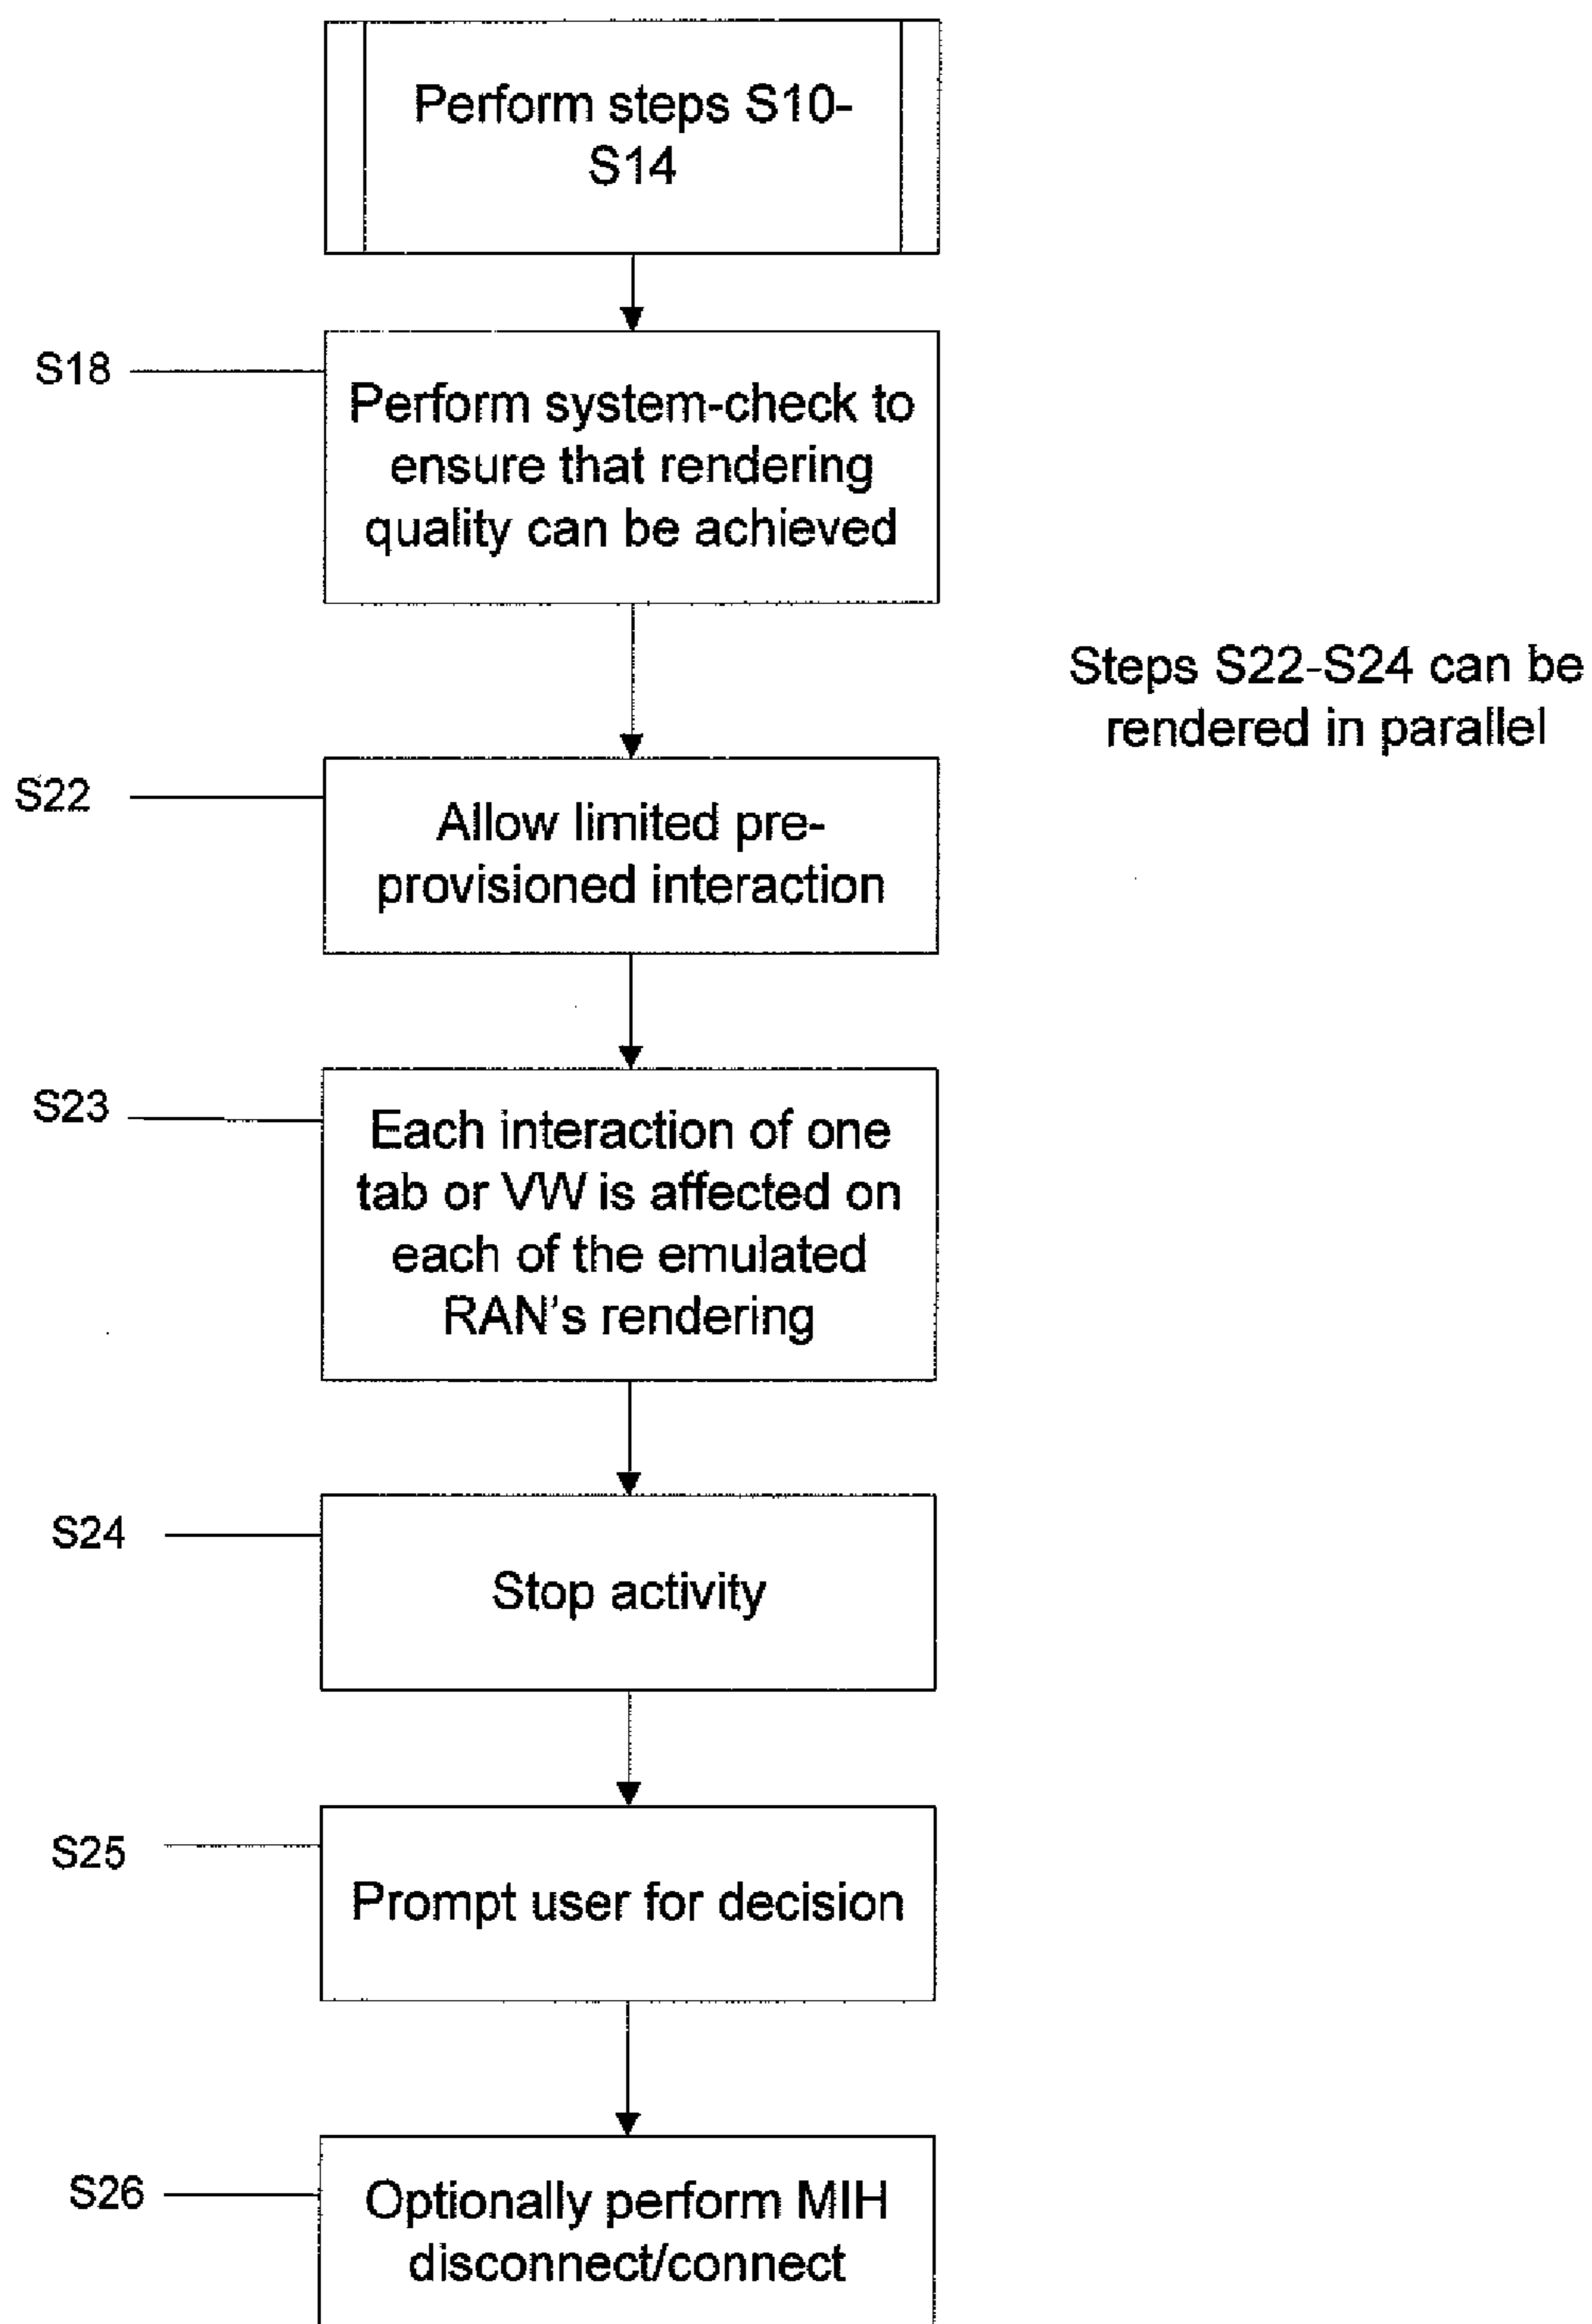 Perform steps S10-
S14
S18
Perform system-check to
ensure that rendering
quality can be achieved
Steps S22-S24 can be
rendered in parallel
S22
Allow limited pre-
provisioned interaction
S23
Each interaction of one
tab or VW is affected on
each of the emulated
RAN's rendering
S24
Stop activity
S25
Prompt user for decision
S26
Optionally perform MIH
disconnect/connect